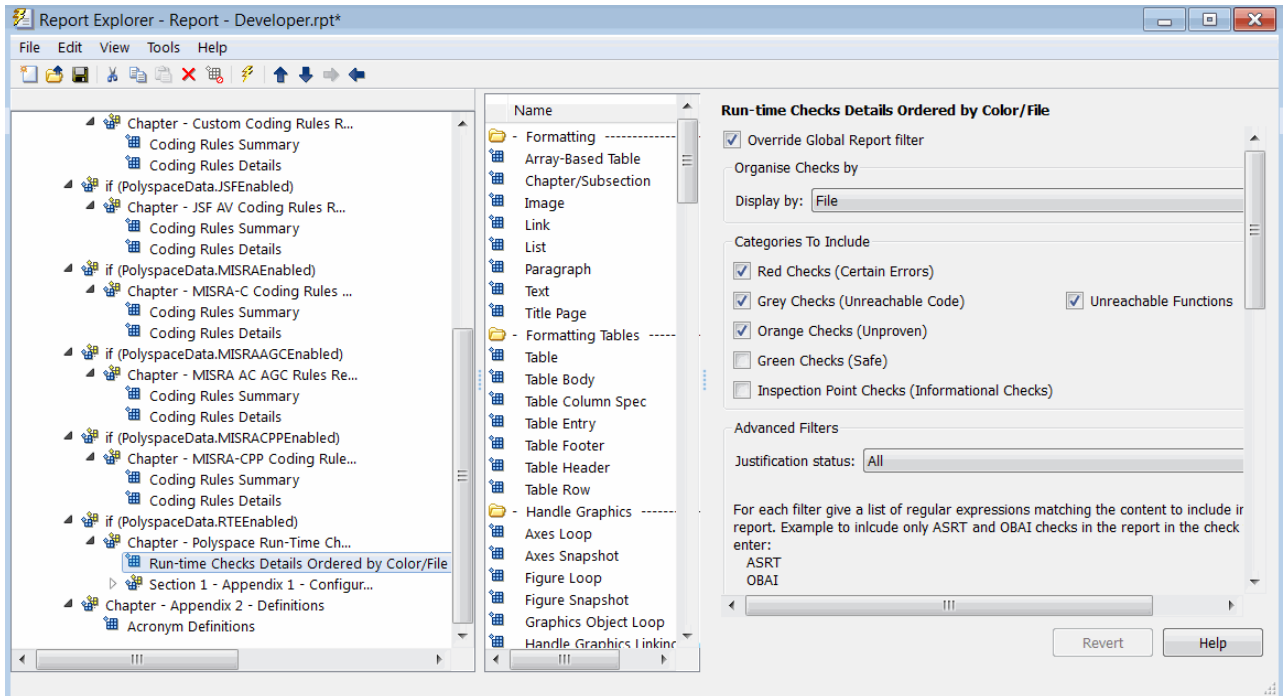 Report Explorer - Report - Developer.rpt*
File Edit View Tools Help
Chapter - Custom Coding Rules R...
Coding Rules Summary
Coding Rules Details
if (PolyspaceData.JSFEnabled)
Chapter - JSF AV Coding Rules R...
Coding Rules Summary
Coding Rules Details
if (PolyspaceData.MISRAEnabled)
Chapter - MISRA-C Coding Rules ...
Coding Rules Summary
Coding Rules Details
if (PolyspaceData.MISRAAGCEnabled)
Chapter - MISRA AC AGC Rules Re...
Coding Rules Summary
Coding Rules Details
if (PolyspaceData.MISRACPPEnabled)
Chapter - MISRA-CPP Coding Rule...
Coding Rules Summary
Coding Rules Details
if (PolyspaceData.RTEEnabled)
Chapter - Polyspace Run-Time Ch...
Run-time Checks Details Ordered by Color/File
Section 1 - Appendix 1 - Configur...
Chapter - Appendix 2 - Definitions
Acronym Definitions
Name
- Formatting ------------
Array-Based Table
Chapter/Subsection
Image
Link
List
Paragraph
Text
Title Page
- Formatting Tables -----
Table
Table Body
Table Column Spec
Table Entry
Table Footer
Table Header
Table Row
- Handle Graphics -------
Axes Loop
Axes Snapshot
Figure Loop
Figure Snapshot
Graphics Object Loop
Handle Graphics Linking
Run-time Checks Details Ordered by Color/File
Override Global Report filter
Organise Checks by
Display by: File
Categories To Include
Red Checks (Certain Errors)
Grey Checks (Unreachable Code) Unreachable Functions
Orange Checks (Unproven)
Green Checks (Safe)
Inspection Point Checks (Informational Checks)
Advanced Filters
Justification status: All
For each filter give a list of regular expressions matching the content to include in
report. Example to inlcude only ASRT and OBAI checks in the report in the check
enter:
ASRT
OBAI
Revert Help